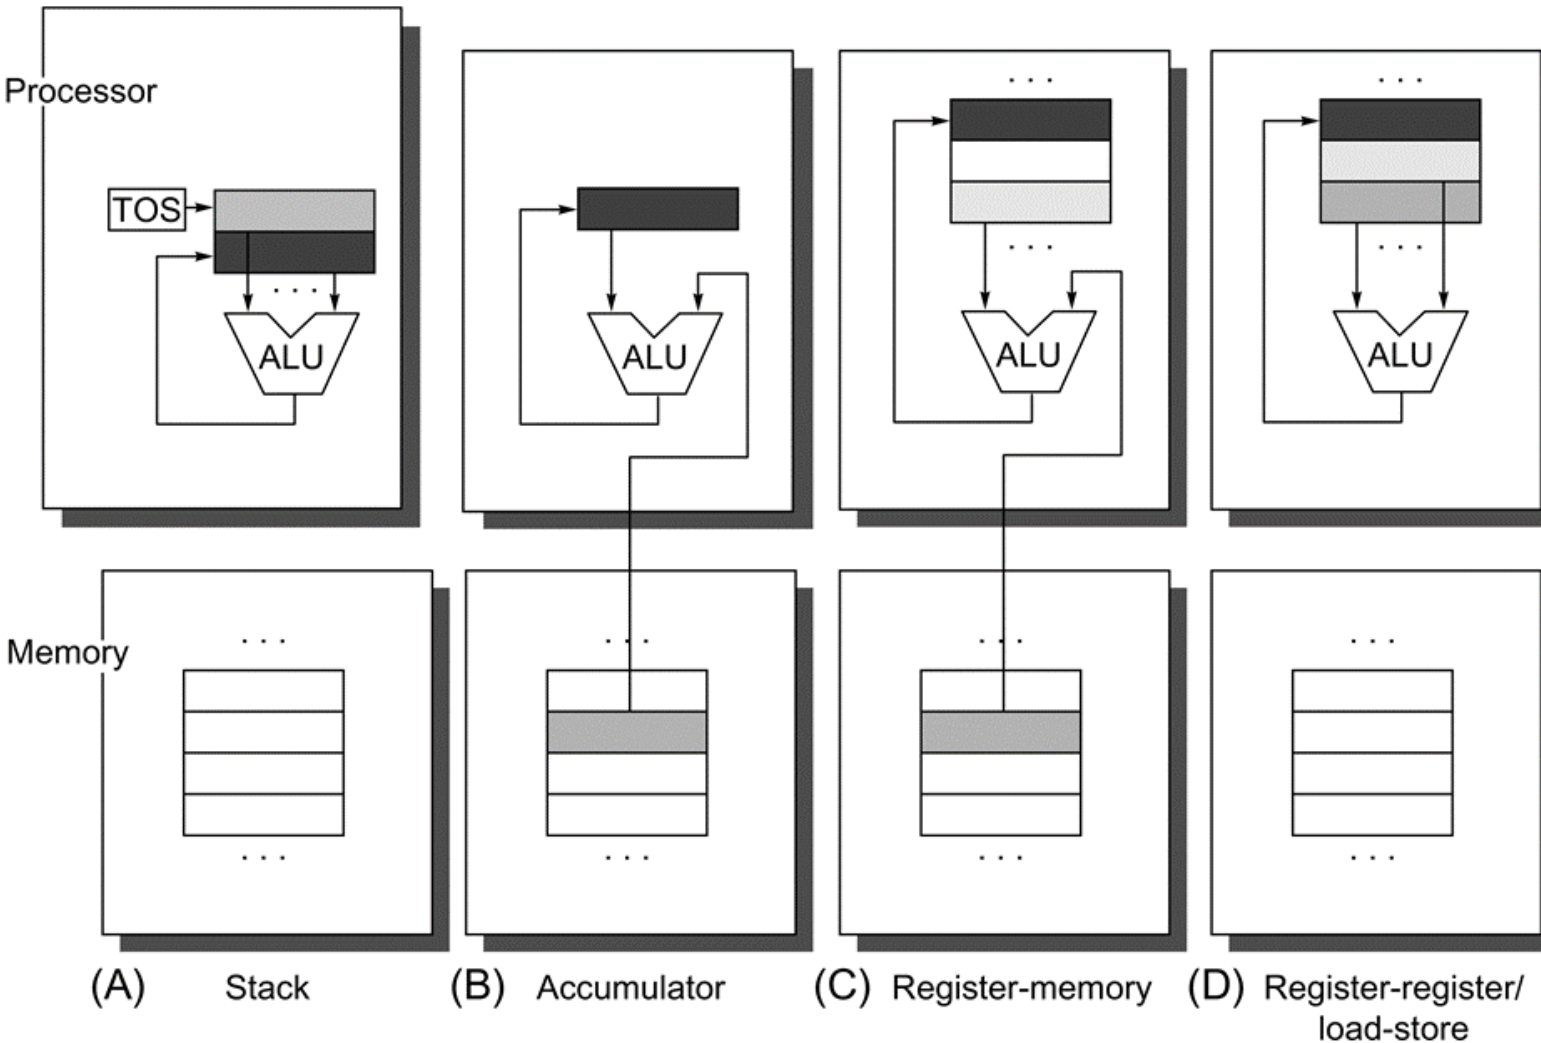 Processor
TOS
. . .
ALU
ALU
. . .
. . .
ALU
. . .
. . .
ALU
Memory
. . .
. . .
. . .
. . .
. . .
. . .
. . .
. . .
(A) Stack
(B) Accumulator
(C) Register-memory
(D) Register-register/
load-store